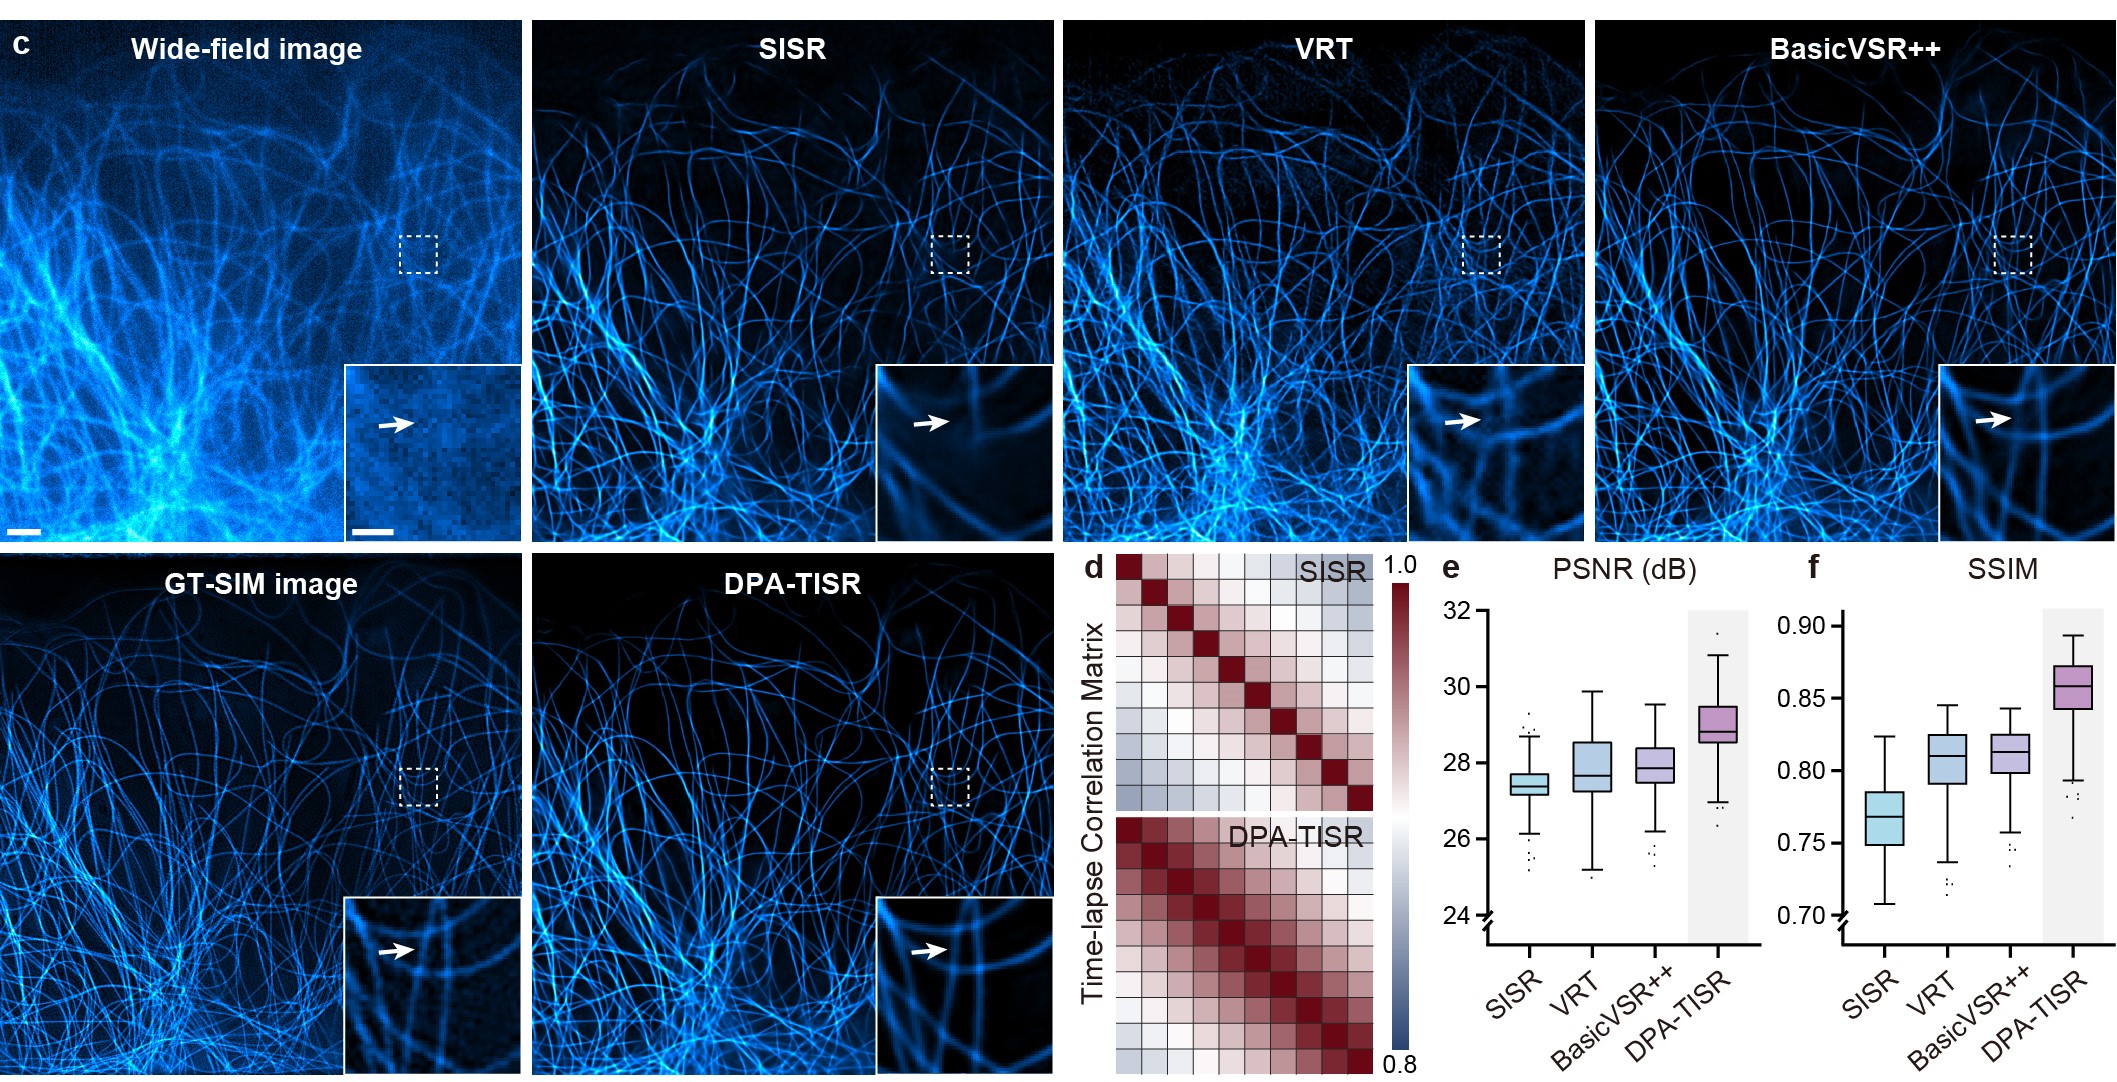 c
Wide-field image
SISR
VRT
BasicVSR++
GT-SIM image
DPA-TISR
d
Time-lapse Correlation Matrix
SISR
DPA-TISR
1.0
0.8
e
PSNR (dB)
32
30
28
26
24
SISR
VRT
BasicVSR++
DPA-TISR
f
SSIM
0.90
0.85
0.80
0.75
0.70
SISR
VRT
BasicVSR++
DPA-TISR